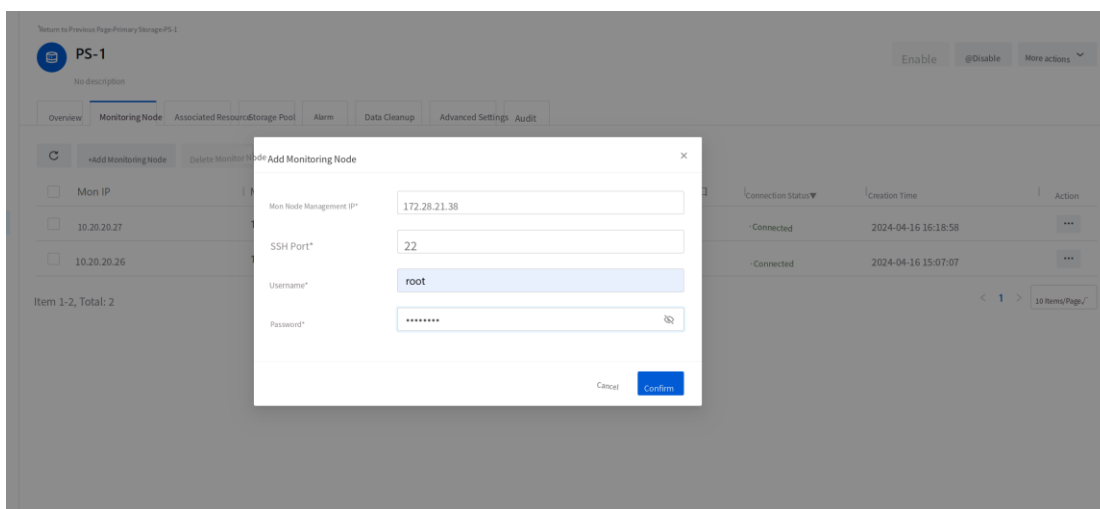 Return to Previous Page Primary Storage PS-1
PS-1
No description
Enable @Disable More actions
Overview Monitoring Node Associated Resource Storage Pool Alarm Data Cleanup Advanced Settings Audit
+Add Monitoring Node Delete Monitor Node
Add Monitoring Node
Mon IP Connection Status▼ Creation Time Action
10.20.20.27 - Connected 2024-04-16 16:18:58 •••
10.20.20.26 - Connected 2024-04-16 15:07:07 •••
Item 1-2, Total: 2 < 1 > 10 Items/Page
Mon Node Management IP* 172.28.21.38
SSH Port* 22
Username* root
Password* ••••••••
Cancel Confirm